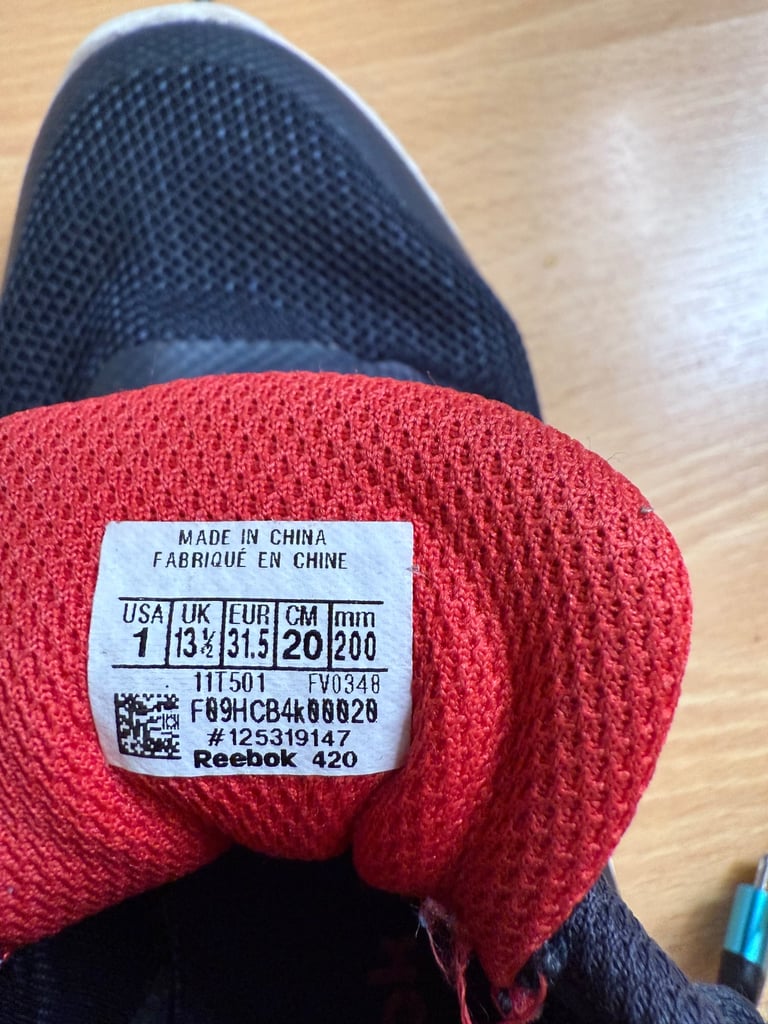 MADE IN CHINA
FABRIQUÉ EN CHINE
USA UK EUR CM mm
1 13½ 31.5 20 200
11T501 FV0348
F09HCB4k00020
#125319147
Reebok 420